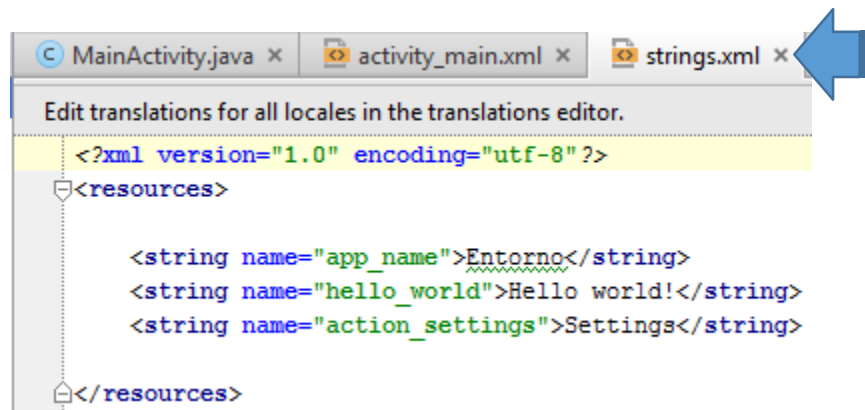 MainActivity.java × activity_main.xml × strings.xml ×
Edit translations for all locales in the translations editor.
<?xml version="1.0" encoding="utf-8"?>
<resources>
<string name="app_name">Entorno</string>
<string name="hello_world">Hello world!</string>
<string name="action_settings">Settings</string>
</resources>